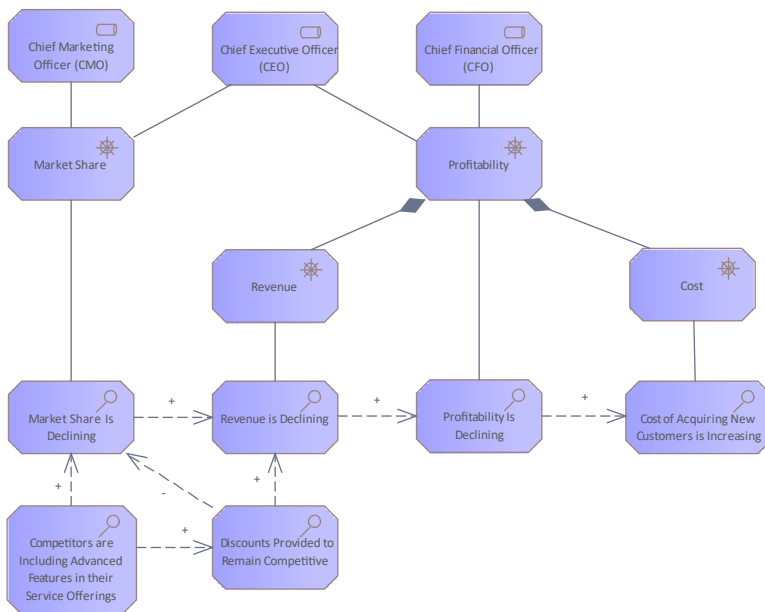 Chief Marketing
Officer (CMO)
Chief Executive Officer
(CEO)
Chief Financial Officer
(CFO)
Market Share
Profitability
Revenue
Cost
Market Share Is
Declining
+
Revenue is Declining
+
Profitability Is
Declining
+
Cost of Acquiring New
Customers is Increasing
+
-
+
Competitors are
Including Advanced
Features in their
Service Offerings
+
Discounts Provided to
Remain Competitive